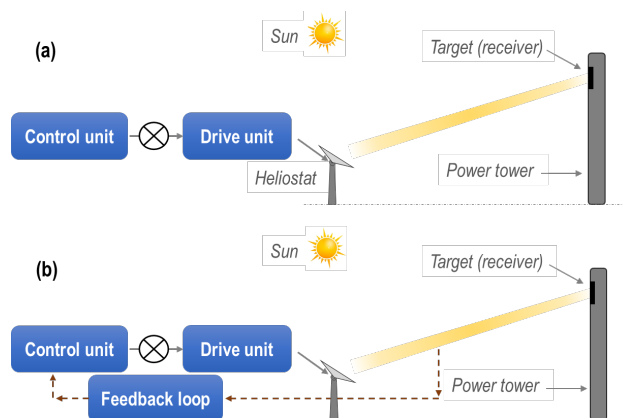 (a)
Sun
Target (receiver)
Control unit
Drive unit
Heliostat
Power tower
(b)
Sun
Target (receiver)
Control unit
Drive unit
Feedback loop
Power tower